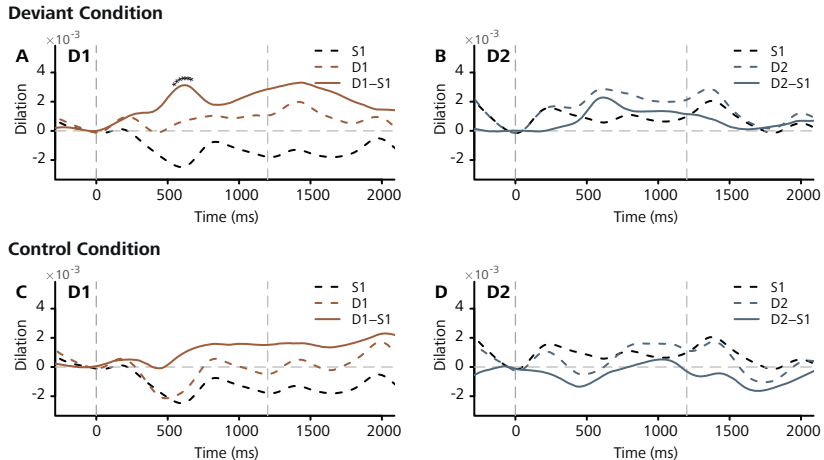 Deviant Condition
A D1
×10⁻³
S1
D1
D1–S1
4
2
0
-2
Dilation
0 500 1000 1500 2000
Time (ms)
B D2
×10⁻³
S1
D2
D2–S1
4
2
0
-2
Dilation
0 500 1000 1500 2000
Time (ms)
Control Condition
C D1
×10⁻³
S1
D1
D1–S1
4
2
0
-2
Dilation
0 500 1000 1500 2000
Time (ms)
D D2
×10⁻³
S1
D2
D2–S1
4
2
0
-2
Dilation
0 500 1000 1500 2000
Time (ms)